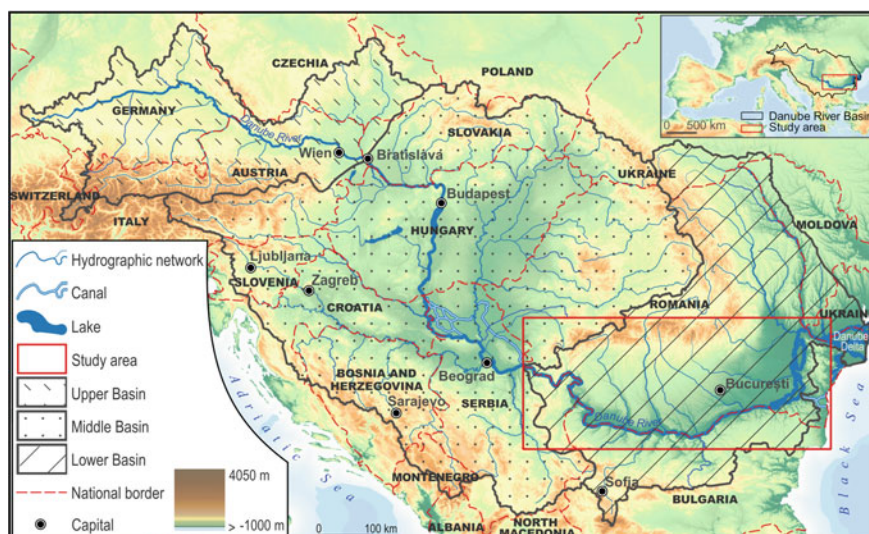 CZECHIA
POLAND
GERMANY
Danube River
SLOVAKIA
Wien
Bratislava
AUSTRIA
UKRAINE
SWITZERLAND
Budapest
ITALY
HUNGARY
MOLDOVA
Ljubljana
SLOVENIA
Zagreb
CROATIA
ROMANIA
UKRAINE
Danube
Delta
BOSNIA AND
HERZEGOVINA
Beograd
București
Sarajevo
SERBIA
Danube River
Adriatic
Sea
Black Sea
MONTENEGRO
Sofia
BULGARIA
ALBANIA
NORTH
MACEDONIA
0 500 km
Danube River Basin
Study area
Hydrographic network
Canal
Lake
Study area
Upper Basin
Middle Basin
Lower Basin
National border
Capital
4050 m
> -1000 m
0 100 km